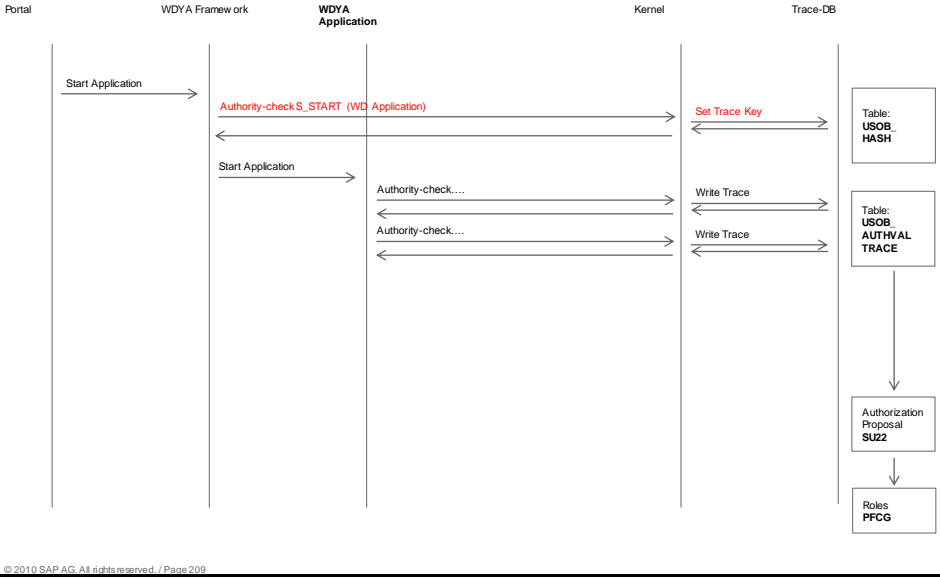 Portal
WDYA Framework
WDYA
Application
Kernel
Trace-DB
Start Application
Authority-check S_START (WD Application)
Set Trace Key
Table:
USOB_
HASH
Start Application
Authority-check....
Write Trace
Table:
USOB_
AUTHVAL
TRACE
Authority-check....
Write Trace
Authorization
Proposal
SU22
Roles
PFCG
© 2010 SAP AG. All rights reserved. / Page 209